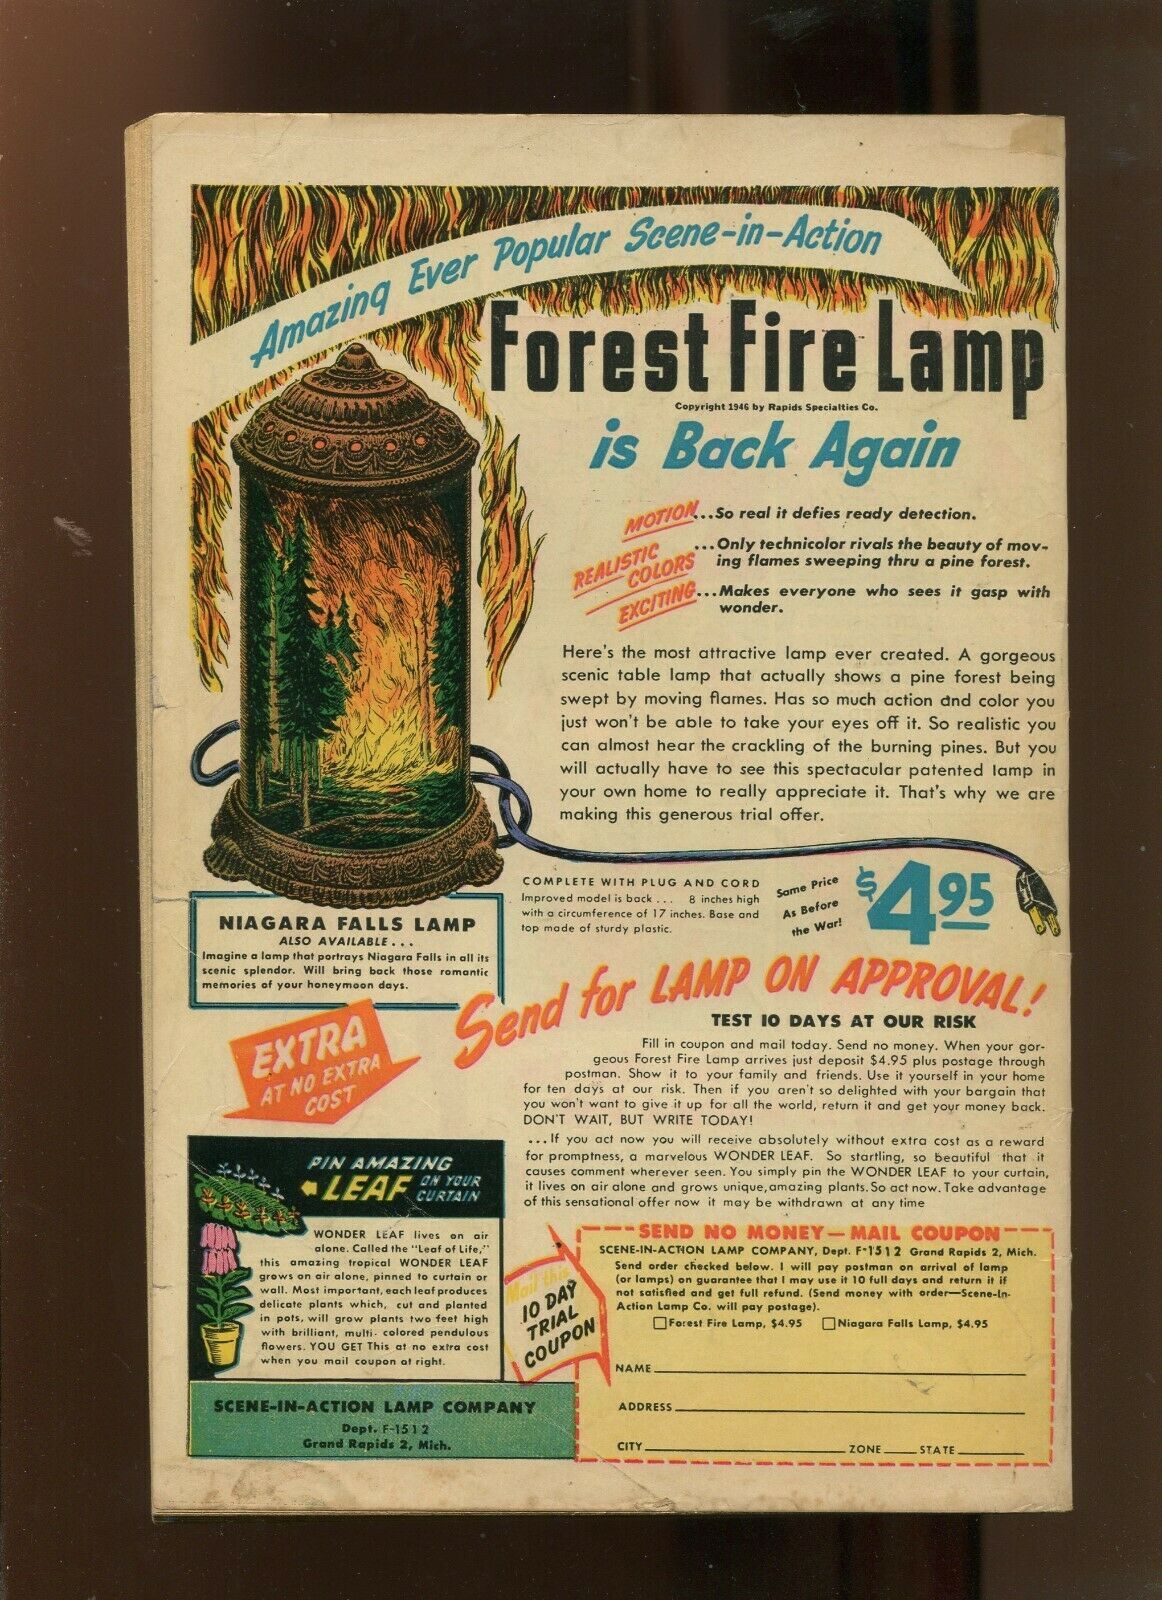 Amazing Ever Popular Scene-in-Action
Forest Fire Lamp
Copyright 1946 by Rapids Specialties Co.
is Back Again
MOTION...So real it defies ready detection.
REALISTIC COLORS...Only technicolor rivals the beauty of mov-
ing flames sweeping thru a pine forest.
EXCITING...Makes everyone who sees it gasp with
wonder.
Here's the most attractive lamp ever created. A gorgeous
scenic table lamp that actually shows a pine forest being
swept by moving flames. Has so much action and color you
just won't be able to take your eyes off it. So realistic you
can almost hear the crackling of the burning pines. But you
will actually have to see this spectacular patented lamp in
your own home to really appreciate it. That's why we are
making this generous trial offer.
COMPLETE WITH PLUG AND CORD
Improved model is back ... 8 inches high
with a circumference of 17 inches. Base and
top made of sturdy plastic.
Same Price
As Before
the War!
$4.95
NIAGARA FALLS LAMP
ALSO AVAILABLE...
Imagine a lamp that portrays Niagara Falls in all its
scenic splendor. Will bring back those romantic
memories of your honeymoon days.
Send for LAMP ON APPROVAL!
TEST 10 DAYS AT OUR RISK
Fill in coupon and mail today. Send no money. When your gor-
geous Forest Fire Lamp arrives just deposit $4.95 plus postage through
postman. Show it to your family and friends. Use it yourself in your home
for ten days at our risk. Then if you aren't so delighted with your bargain that
you won't want to give it up for all the world, return it and get your money back.
DON'T WAIT, BUT WRITE TODAY!
...If you act now you will receive absolutely without extra cost as a reward
for promptness, a marvelous WONDER LEAF. So startling, so beautiful that it
causes comment wherever seen. You simply pin the WONDER LEAF to your curtain,
it lives on air alone and grows unique, amazing plants. So act now. Take advantage
of this sensational offer now it may be withdrawn at any time
EXTRA
AT NO EXTRA
COST
PIN AMAZING
LEAF ON YOUR
CURTAIN
WONDER LEAF lives on air
alone. Called the "Leaf of Life,"
this amazing tropical WONDER LEAF
grows on air alone, pinned to curtain or
wall. Most important, each leaf produces
delicate plants which, cut and planted
in pots, will grow plants two feet high
with brilliant, multi-colored pendulous
flowers. YOU GET This at no extra cost
when you mail coupon at right.
SCENE-IN-ACTION LAMP COMPANY
Dept. F-1512
Grand Rapids 2, Mich.
Mail this
10 DAY
TRIAL
COUPON
SEND NO MONEY—MAIL COUPON
SCENE-IN-ACTION LAMP COMPANY, Dept. F-1512 Grand Rapids 2, Mich.
Send order checked below. I will pay postman on arrival of lamp
(or lamps) on guarantee that I may use it 10 full days and return it if
not satisfied and get full refund. (Send money with order—Scene-In-
Action Lamp Co. will pay postage).
Forest Fire Lamp, $4.95 Niagara Falls Lamp, $4.95
NAME
ADDRESS
CITY ZONE STATE